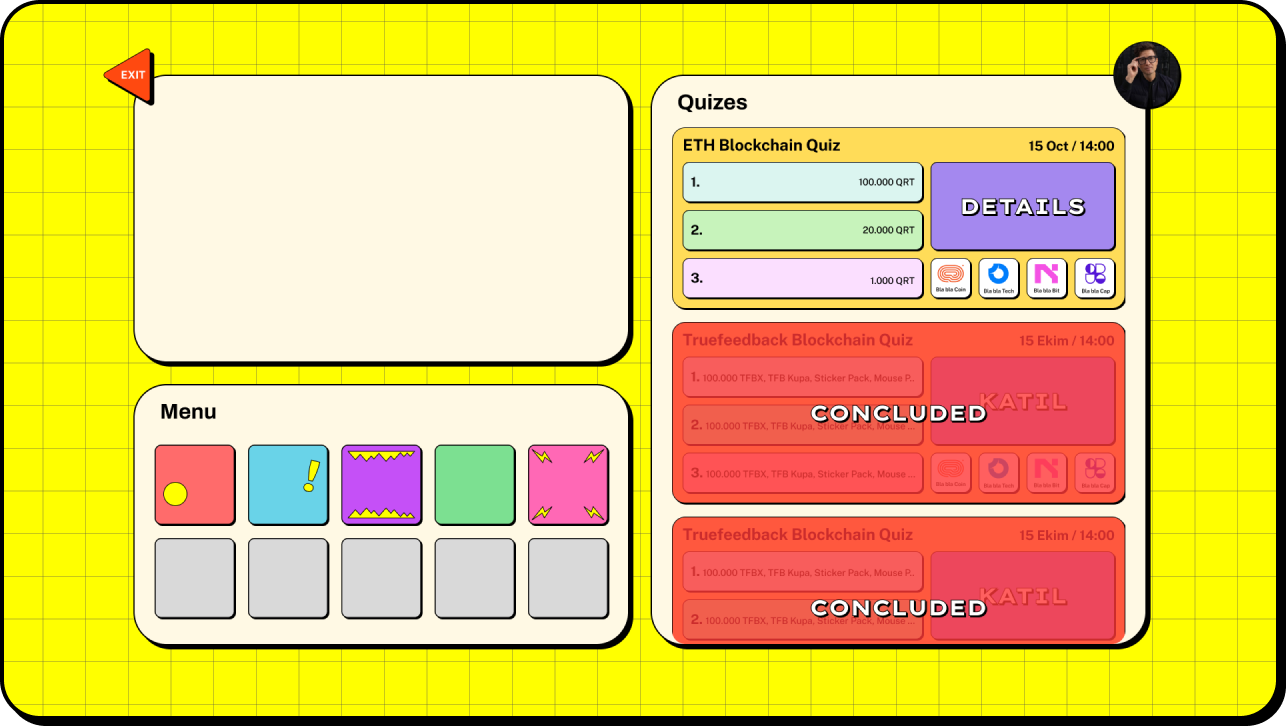 EXIT
Quizes
ETH Blockchain Quiz
15 Oct / 14:00
1.
100.000 QRT
DETAILS
2.
20.000 QRT
3.
1.000 QRT
Bla bla Coin
Bla bla Tech
Bla bla Bit
Bla bla Cap
Truefeedback Blockchain Quiz
15 Ekim / 14:00
1. 100.000 TFBX, TFB Kupa, Sticker Pack, Mouse P..
KATIL
CONCLUDED
2. 100.000 TFBX, TFB Kupa, Sticker Pack, Mouse ...
3. 100.000 TFBX, TFB Kupa, Sticker Pack, Mouse ...
Bla bla Coin
Bla bla Tech
Bla bla Bit
Bla bla Cap
Truefeedback Blockchain Quiz
15 Ekim / 14:00
1. 100.000 TFBX, TFB Kupa, Sticker Pack, Mouse P..
KATIL
CONCLUDED
2. 100.000 TFBX, TFB Kupa, Sticker Pack, Mouse ...
Menu